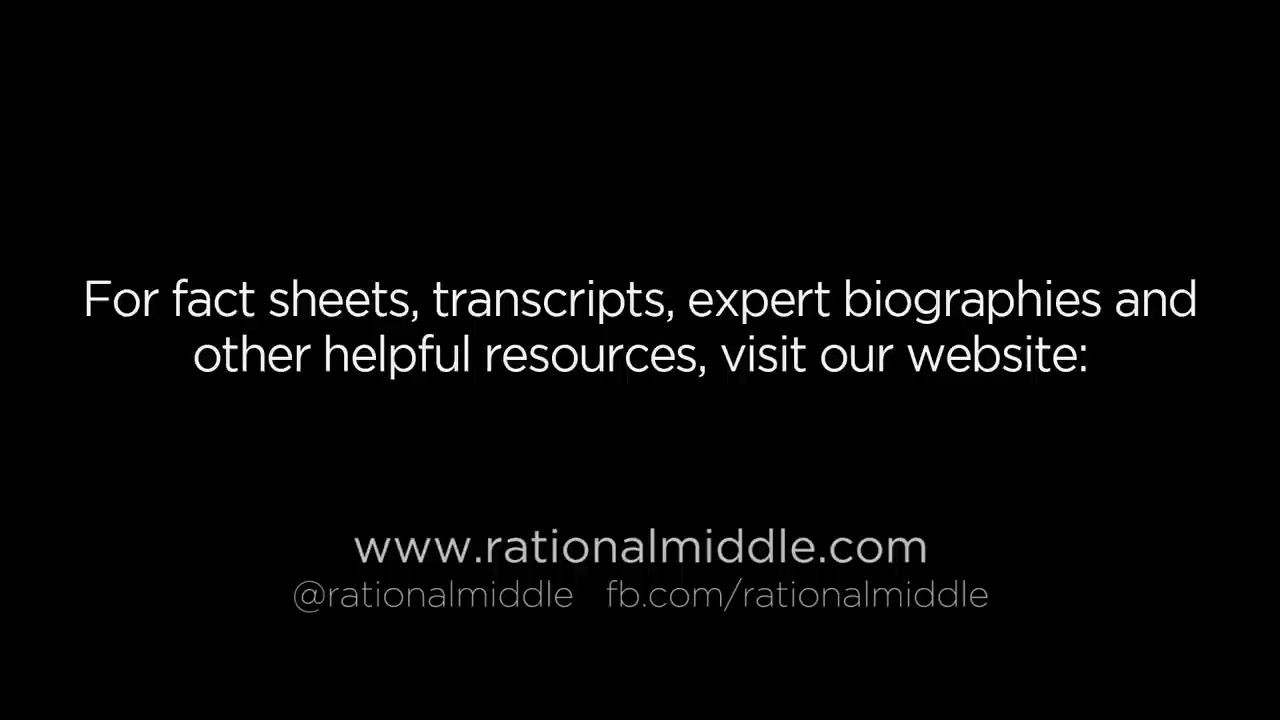 For fact sheets, transcripts, expert biographies and
other helpful resources, visit our website:
www.rationalmiddle.com
@rationalmiddle fb.com/rationalmiddle